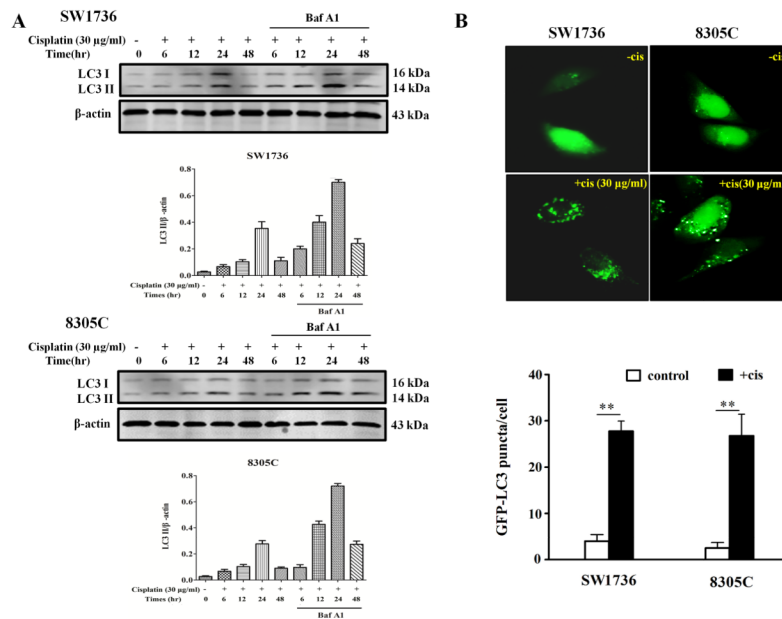 A
SW1736
Baf A1
Cisplatin (30 µg/ml) - + + + + + + + +
Time(hr) 0 6 12 24 48 6 12 24 48
LC3 I 16 kDa
LC3 II 14 kDa
β-actin 43 kDa
SW1736
LC3 II/β-actin
0.8
0.6
0.4
0.2
0.0
Cisplatin (30 µg/ml) - + + + + + + + +
Times (hr) 0 6 12 24 48 6 12 24 48
Baf A1
8305C
Baf A1
Cisplatin (30 µg/ml) - + + + + + + + +
Time(hr) 0 6 12 24 48 6 12 24 48
LC3 I 16 kDa
LC3 II 14 kDa
β-actin 43 kDa
8305C
LC3 II/β-actin
0.8
0.6
0.4
0.2
0.0
Cisplatin (30 µg/ml) - + + + + + + + +
Times (hr) 0 6 12 24 48 6 12 24 48
Baf A1
B
SW1736 8305C
-cis -cis
+cis (30 µg/ml) +cis(30 µg/m
control +cis
GFP-LC3 puncta/cell
40
30
20
10
0
** **
SW1736 8305C